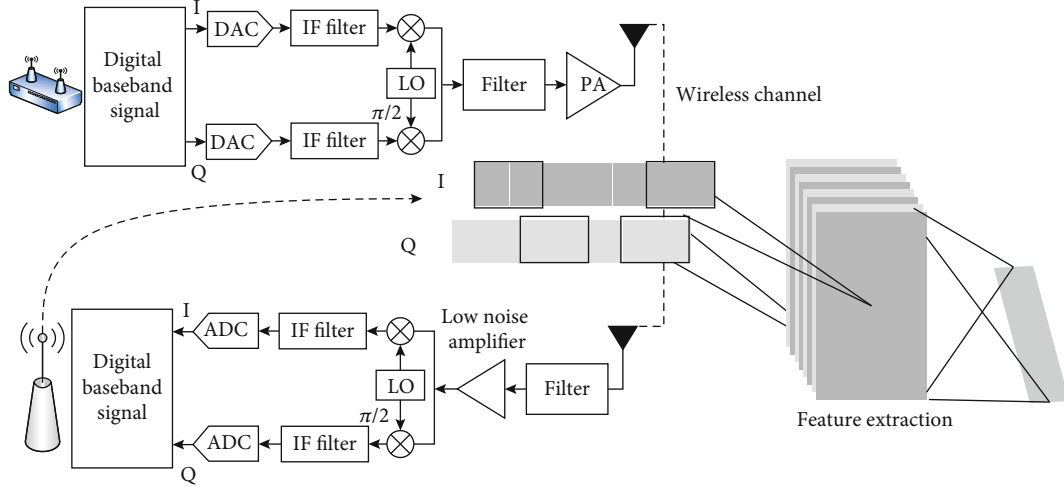 I
DAC
IF filter
Digital
baseband
signal
LO
π/2
Filter
PA
Wireless channel
DAC
IF filter
Q
I
Q
I
ADC
IF filter
Low noise
amplifier
Digital
baseband
signal
LO
π/2
Filter
ADC
IF filter
Q
Feature extraction